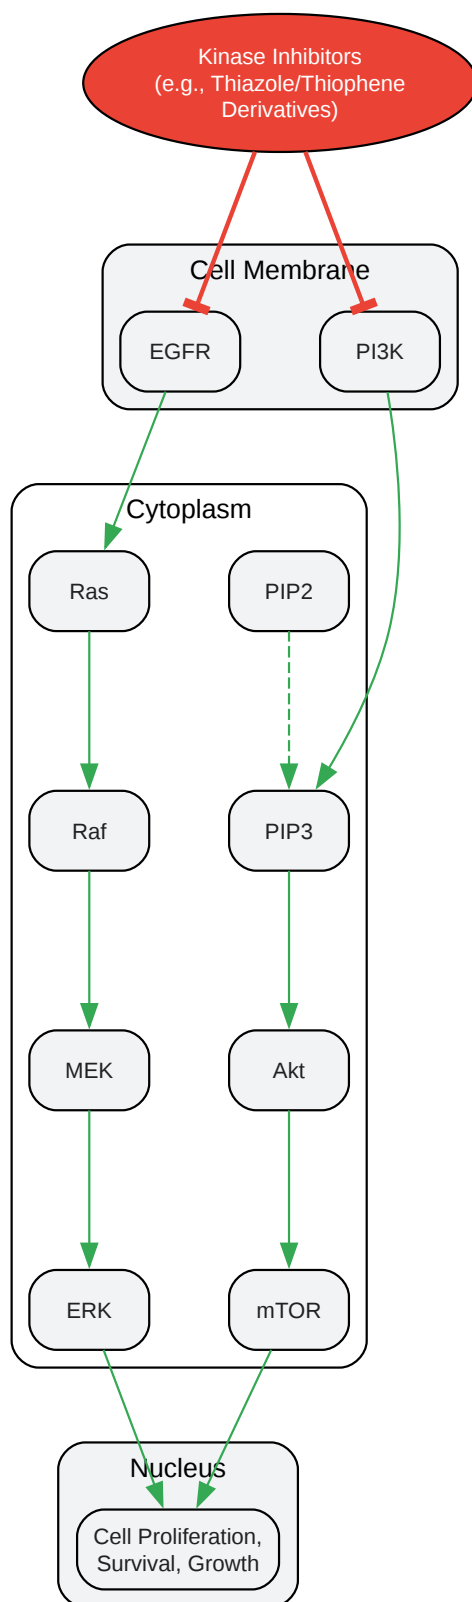 Kinase Inhibitors
(e.g., Thiazole/Thiophene
Derivatives)
Cell Membrane
EGFR
PI3K
Cytoplasm
Ras
PIP2
Raf
PIP3
MEK
Akt
ERK
mTOR
Nucleus
Cell Proliferation,
Survival, Growth